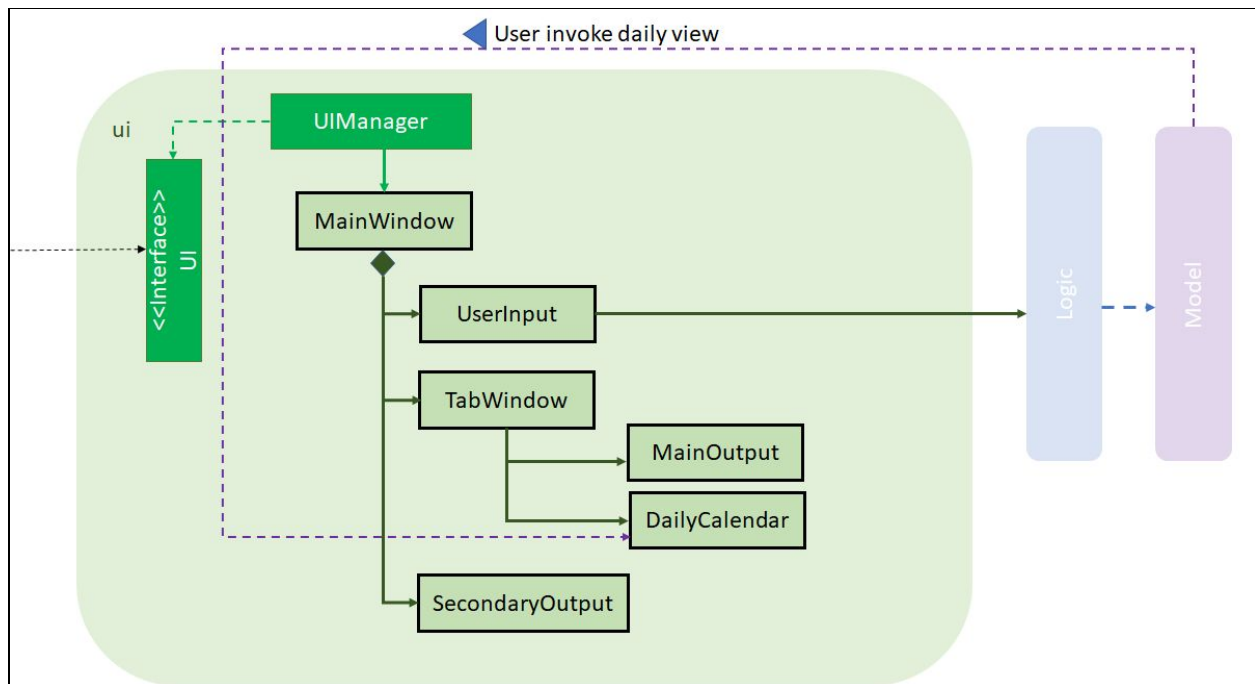 User invoke daily view
ui
UIManager
<<Interface>>
UI
MainWindow
UserInput
Logic
Model
TabWindow
MainOutput
DailyCalendar
SecondaryOutput